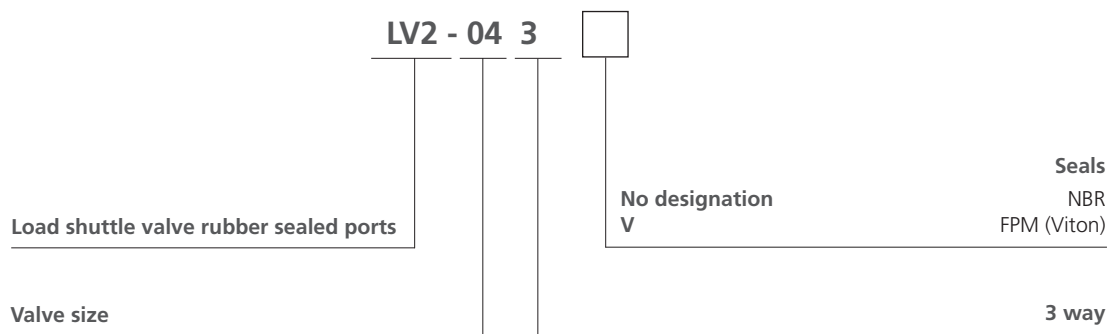 LV2 - 04 3
Seals
No designation NBR
V FPM (Viton)
Load shuttle valve rubber sealed ports
Valve size 3 way